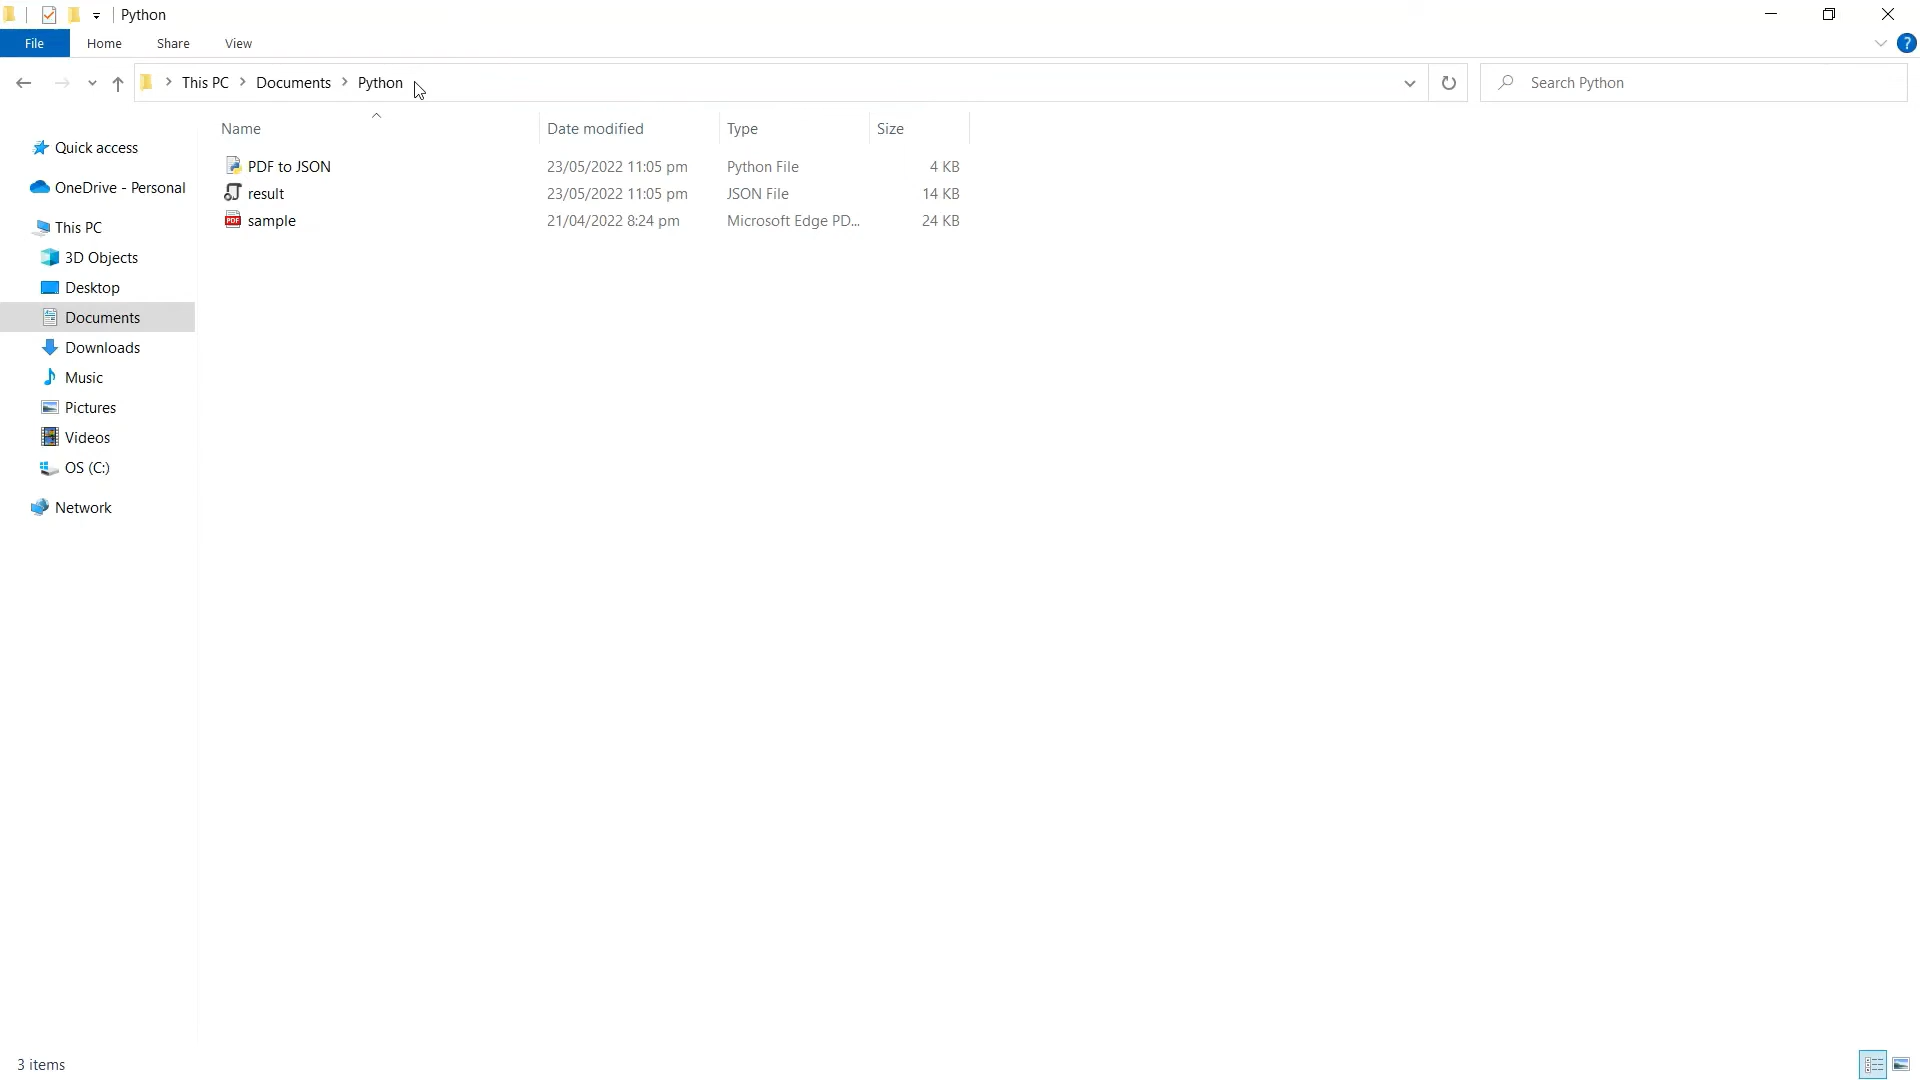 Python
File Home Share View
This PC Documents Python
Search Python
Name Date modified Type Size
PDF to JSON 23/05/2022 11:05 pm Python File 4 KB
result 23/05/2022 11:05 pm JSON File 14 KB
sample 21/04/2022 8:24 pm Microsoft Edge PD... 24 KB
Quick access
OneDrive - Personal
This PC
3D Objects
Desktop
Documents
Downloads
Music
Pictures
Videos
OS (C:)
Network
3 items